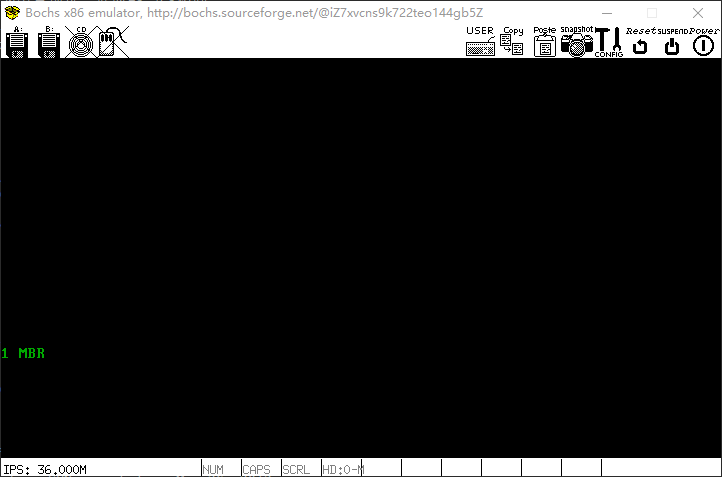 Bochs x86 emulator, http://bochs.sourceforge.net/@iZ7xvcns9k722teo144gb5Z
A: B: CD USER Copy Paste snapshot CONFIG Reset SUSPEND Power
1 MBR
IPS: 36.000M NUM CAPS SCRL HD:0-M